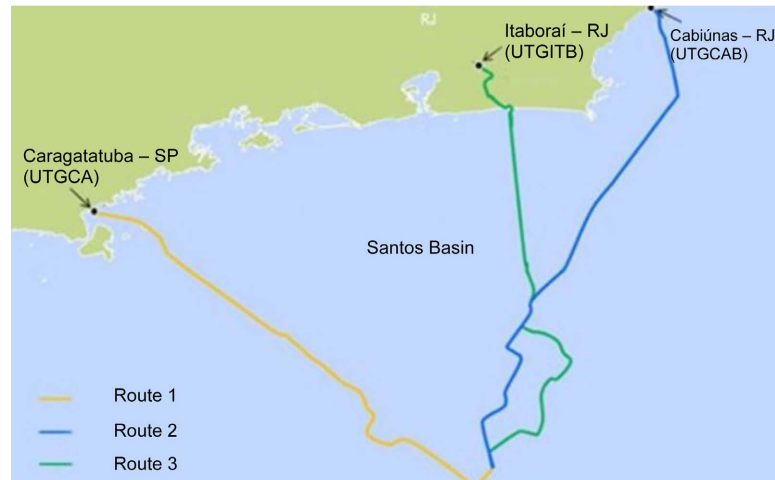 RJ
Itaboraí – RJ
(UTGITB)
Cabiúnas – RJ
(UTGCAB)
Caragatatuba – SP
(UTGCA)
Santos Basin
Route 1
Route 2
Route 3